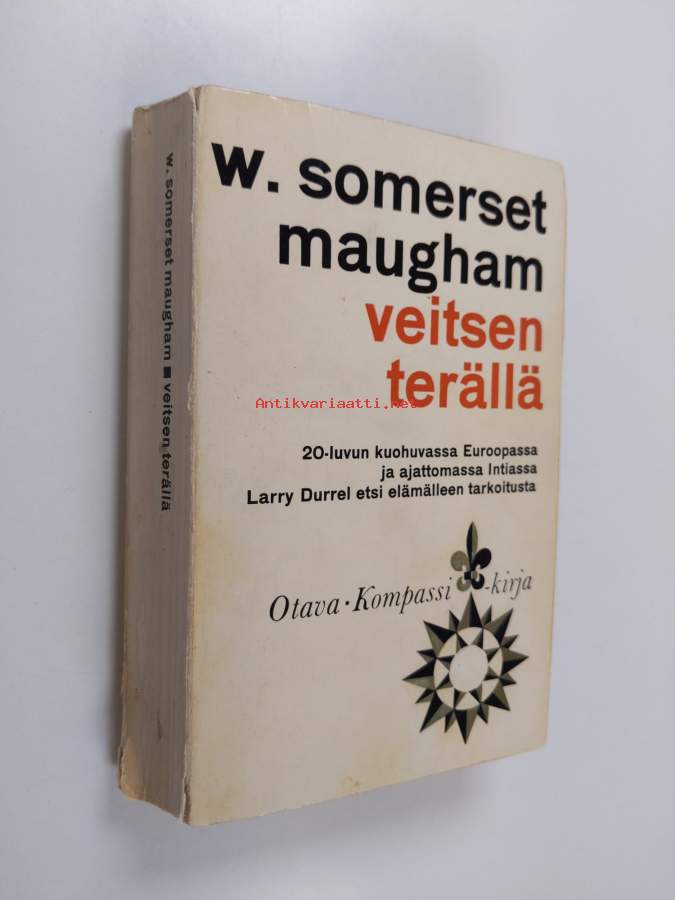 w. somerset
maugham
veitsen
terällä
Antikvariaatti.net
20-luvun kuohuvassa Euroopassa
ja ajattomassa Intiassa
Larry Durrel etsi elämälleen tarkoitusta
Otava · Kompassi -kirja
w. somerset maugham ■ veitsen terällä